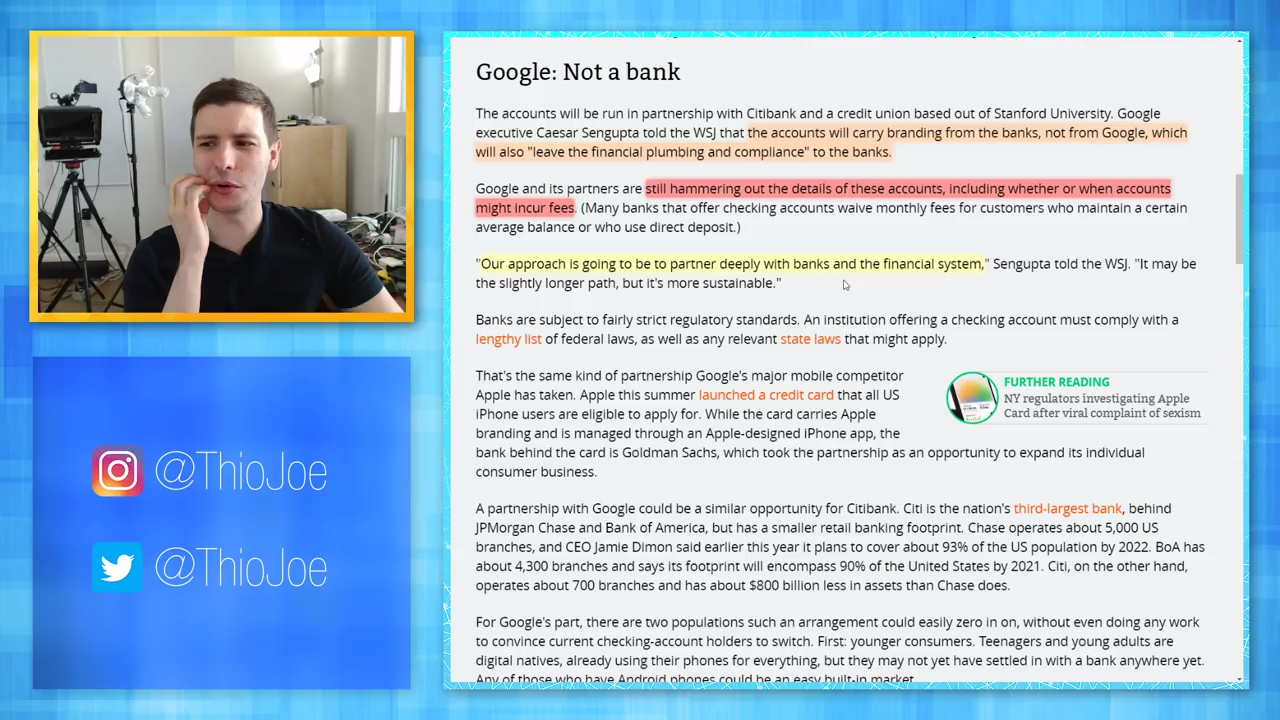 Google: Not a bank
The accounts will be run in partnership with Citibank and a credit union based out of Stanford University. Google
executive Caesar Sengupta told the WSJ that the accounts will carry branding from the banks, not from Google, which
will also "leave the financial plumbing and compliance" to the banks.
Google and its partners are still hammering out the details of these accounts, including whether or when accounts
might incur fees. (Many banks that offer checking accounts waive monthly fees for customers who maintain a certain
average balance or who use direct deposit.)
"Our approach is going to be to partner deeply with banks and the financial system," Sengupta told the WSJ. "It may be
the slightly longer path, but it's more sustainable."
Banks are subject to fairly strict regulatory standards. An institution offering a checking account must comply with a
lengthy list of federal laws, as well as any relevant state laws that might apply.
That's the same kind of partnership Google's major mobile competitor
Apple has taken. Apple this summer launched a credit card that all US
iPhone users are eligible to apply for. While the card carries Apple
branding and is managed through an Apple-designed iPhone app, the
bank behind the card is Goldman Sachs, which took the partnership as an opportunity to expand its individual
consumer business.
FURTHER READING
NY regulators investigating Apple
Card after viral complaint of sexism
A partnership with Google could be a similar opportunity for Citibank. Citi is the nation's third-largest bank, behind
JPMorgan Chase and Bank of America, but has a smaller retail banking footprint. Chase operates about 5,000 US
branches, and CEO Jamie Dimon said earlier this year it plans to cover about 93% of the US population by 2022. BoA has
about 4,300 branches and says its footprint will encompass 90% of the United States by 2021. Citi, on the other hand,
operates about 700 branches and has about $800 billion less in assets than Chase does.
For Google's part, there are two populations such an arrangement could easily zero in on, without even doing any work
to convince current checking-account holders to switch. First: younger consumers. Teenagers and young adults are
digital natives, already using their phones for everything, but they may not yet have settled in with a bank anywhere yet.
Any of those who have Android phones could be an easy built-in market.
@ThioJoe
@ThioJoe